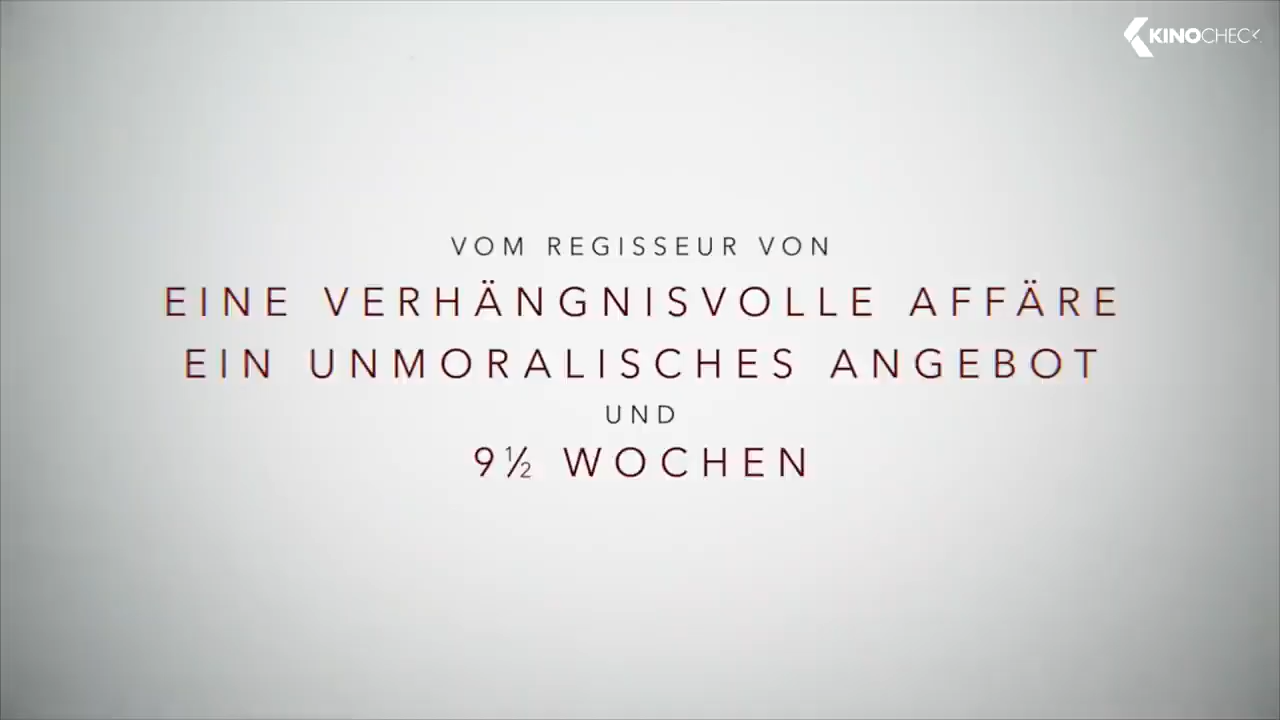 KINOCHECK
VOM REGISSEUR VON
EINE VERHÄNGNISVOLLE AFFÄRE
EIN UNMORALISCHES ANGEBOT
UND
9½ WOCHEN